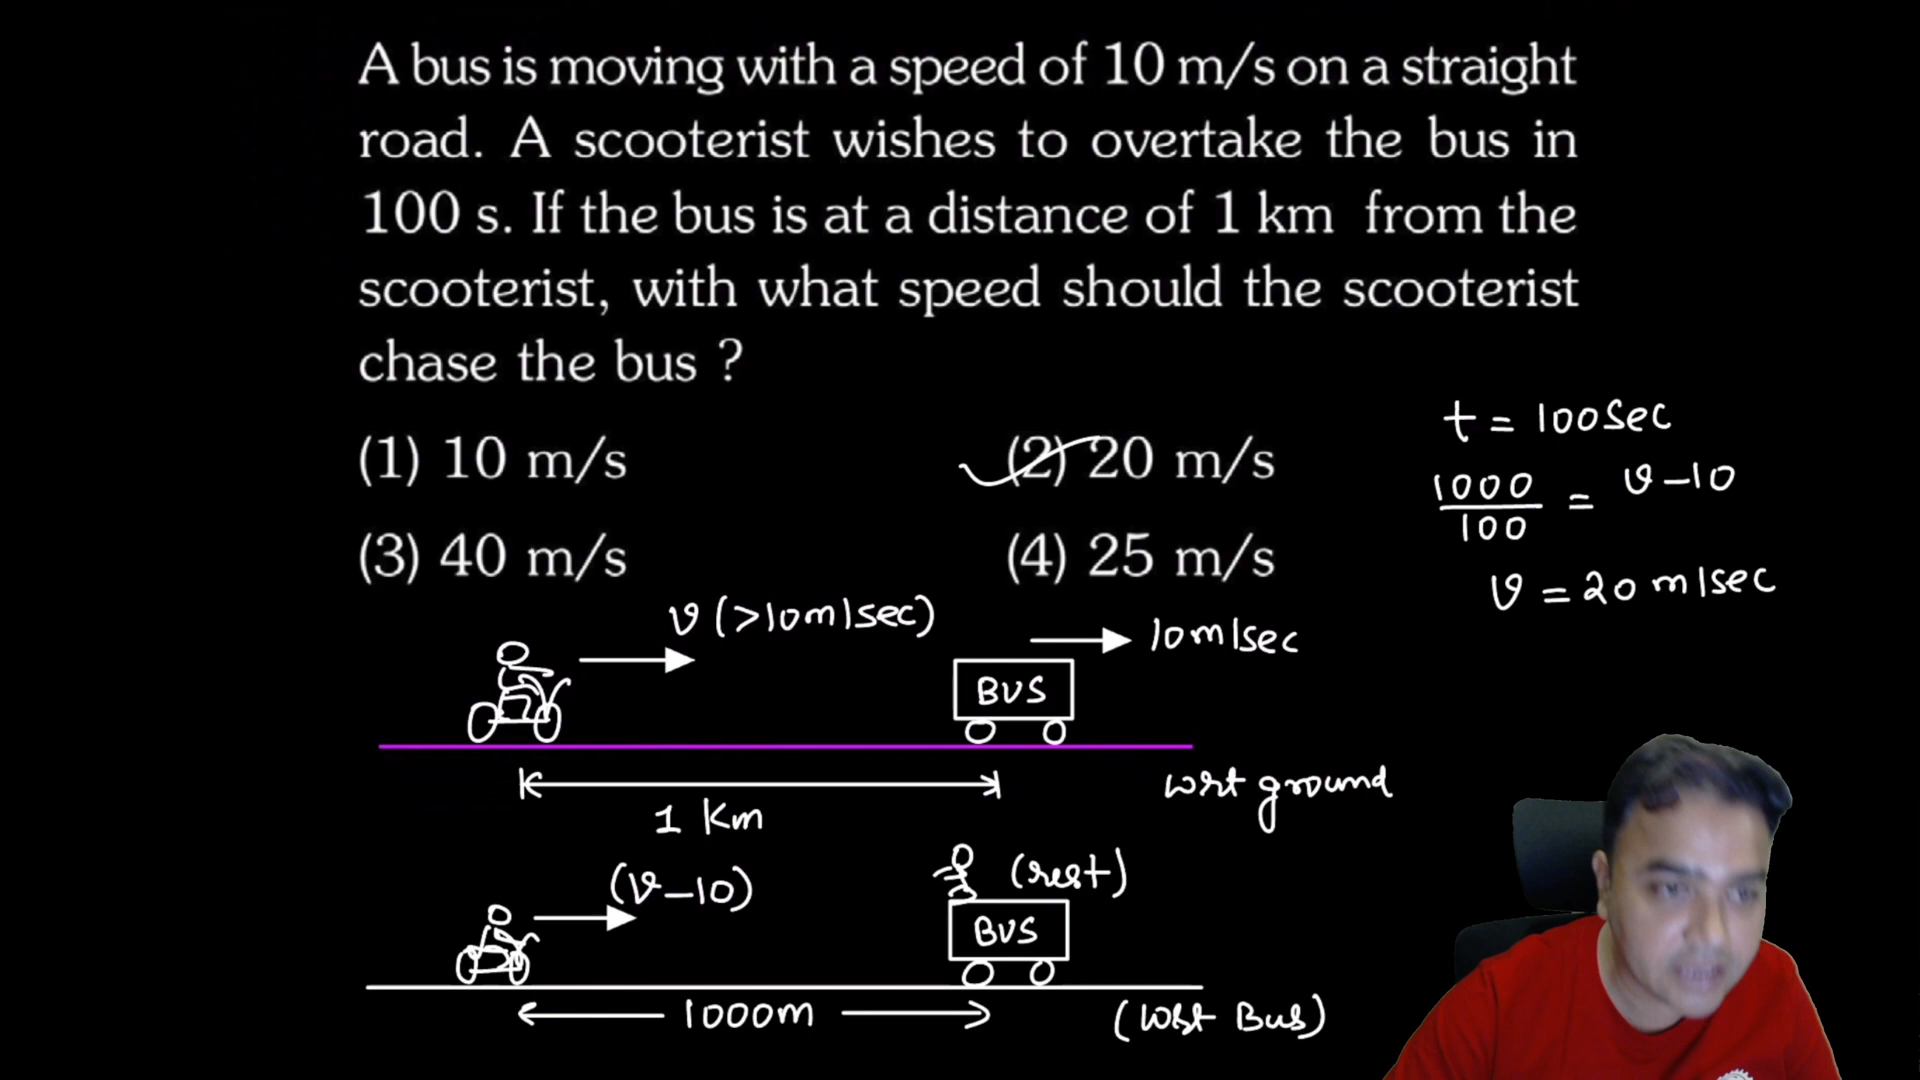 A bus is moving with a speed of 10 m/s on a straight
road. A scooterist wishes to overtake the bus in
100 s. If the bus is at a distance of 1 km from the
scooterist, with what speed should the scooterist
chase the bus ?
(1) 10 m/s
(2) 20 m/s
(3) 40 m/s
(4) 25 m/s
t = 100Sec
1000/100 = v-10
v = 20 m/sec
v (>10m/sec)
10m/sec
BUS
1 Km
wrt ground
(v-10)
(rest)
BUS
1000m
(wrt Bus)